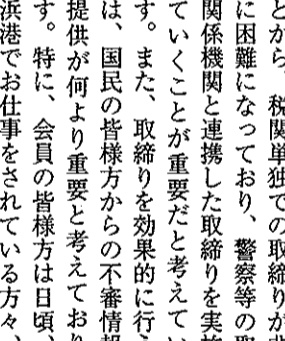 とから、税関単独での取締りが非
に困難になっており、警察等の取
関係機関と連携した取締りを実施
ていくことが重要だと考えてい
す。また、取締りを効果的に行う
は、国民の皆様方からの不審情報
提供が何より重要と考えており
す。特に、会員の皆様方は日頃、
浜港でお仕事をされている方々、